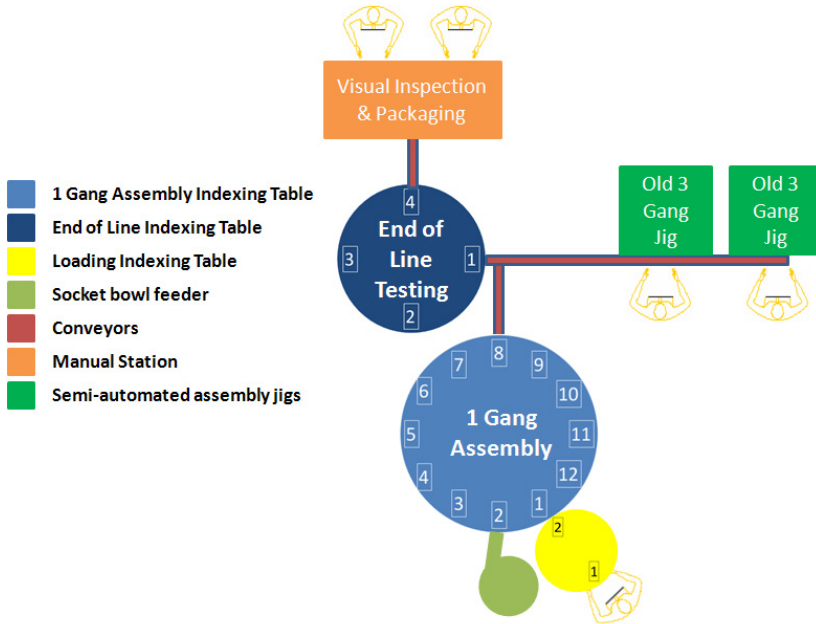 Visual Inspection
& Packaging
1 Gang Assembly Indexing Table
End of Line Indexing Table
Loading Indexing Table
Socket bowl feeder
Conveyors
Manual Station
Semi-automated assembly jigs
4
End of
Line
Testing
3
1
2
Old 3
Gang
Jig
Old 3
Gang
Jig
8
7
9
6
10
1 Gang
Assembly
5
11
4
12
3
2
1
2
1